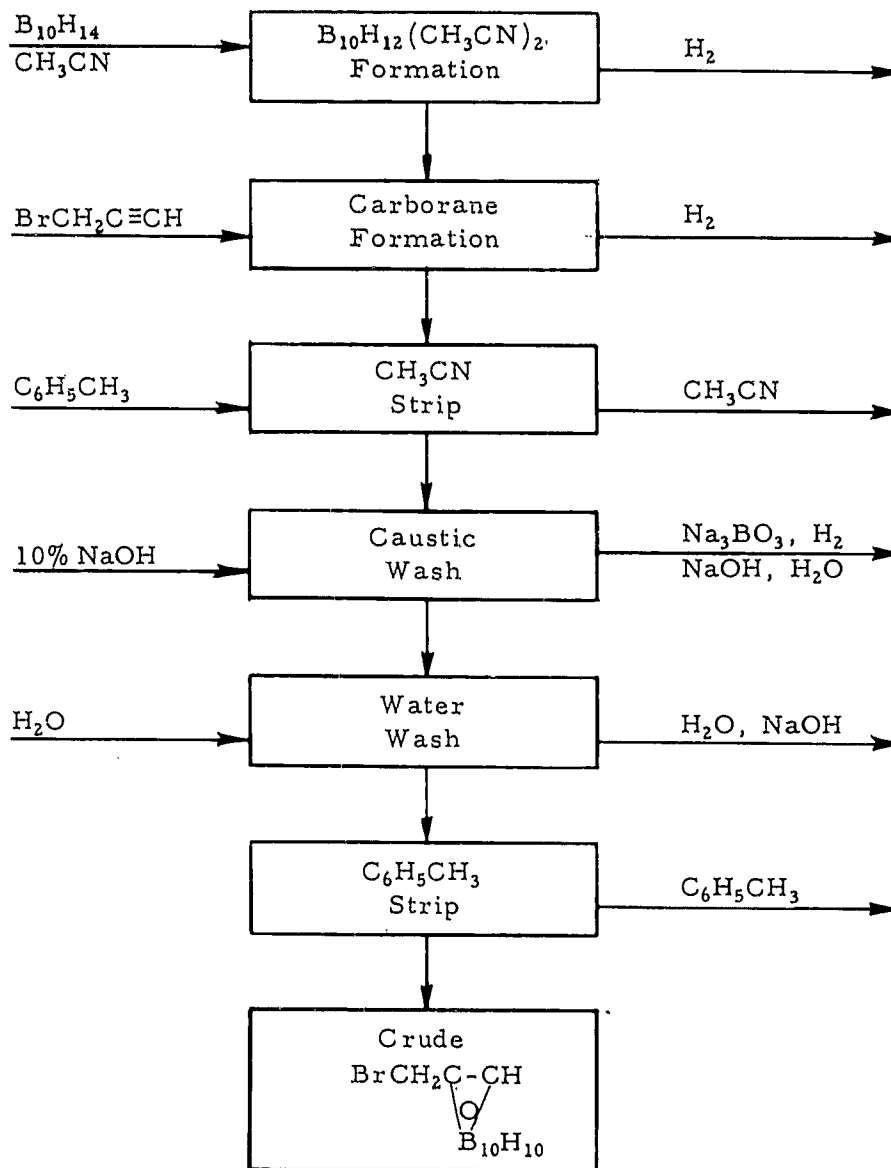 B₁₀H₁₄
CH₃CN
B₁₀H₁₂(CH₃CN)₂,
Formation
H₂
BrCH₂C≡CH
Carborane
Formation
H₂
C₆H₅CH₃
CH₃CN
Strip
CH₃CN
10% NaOH
Caustic
Wash
Na₃BO₃, H₂
NaOH, H₂O
H₂O
Water
Wash
H₂O, NaOH
C₆H₅CH₃
Strip
C₆H₅CH₃
Crude
BrCH₂C-CH
O
B₁₀H₁₀